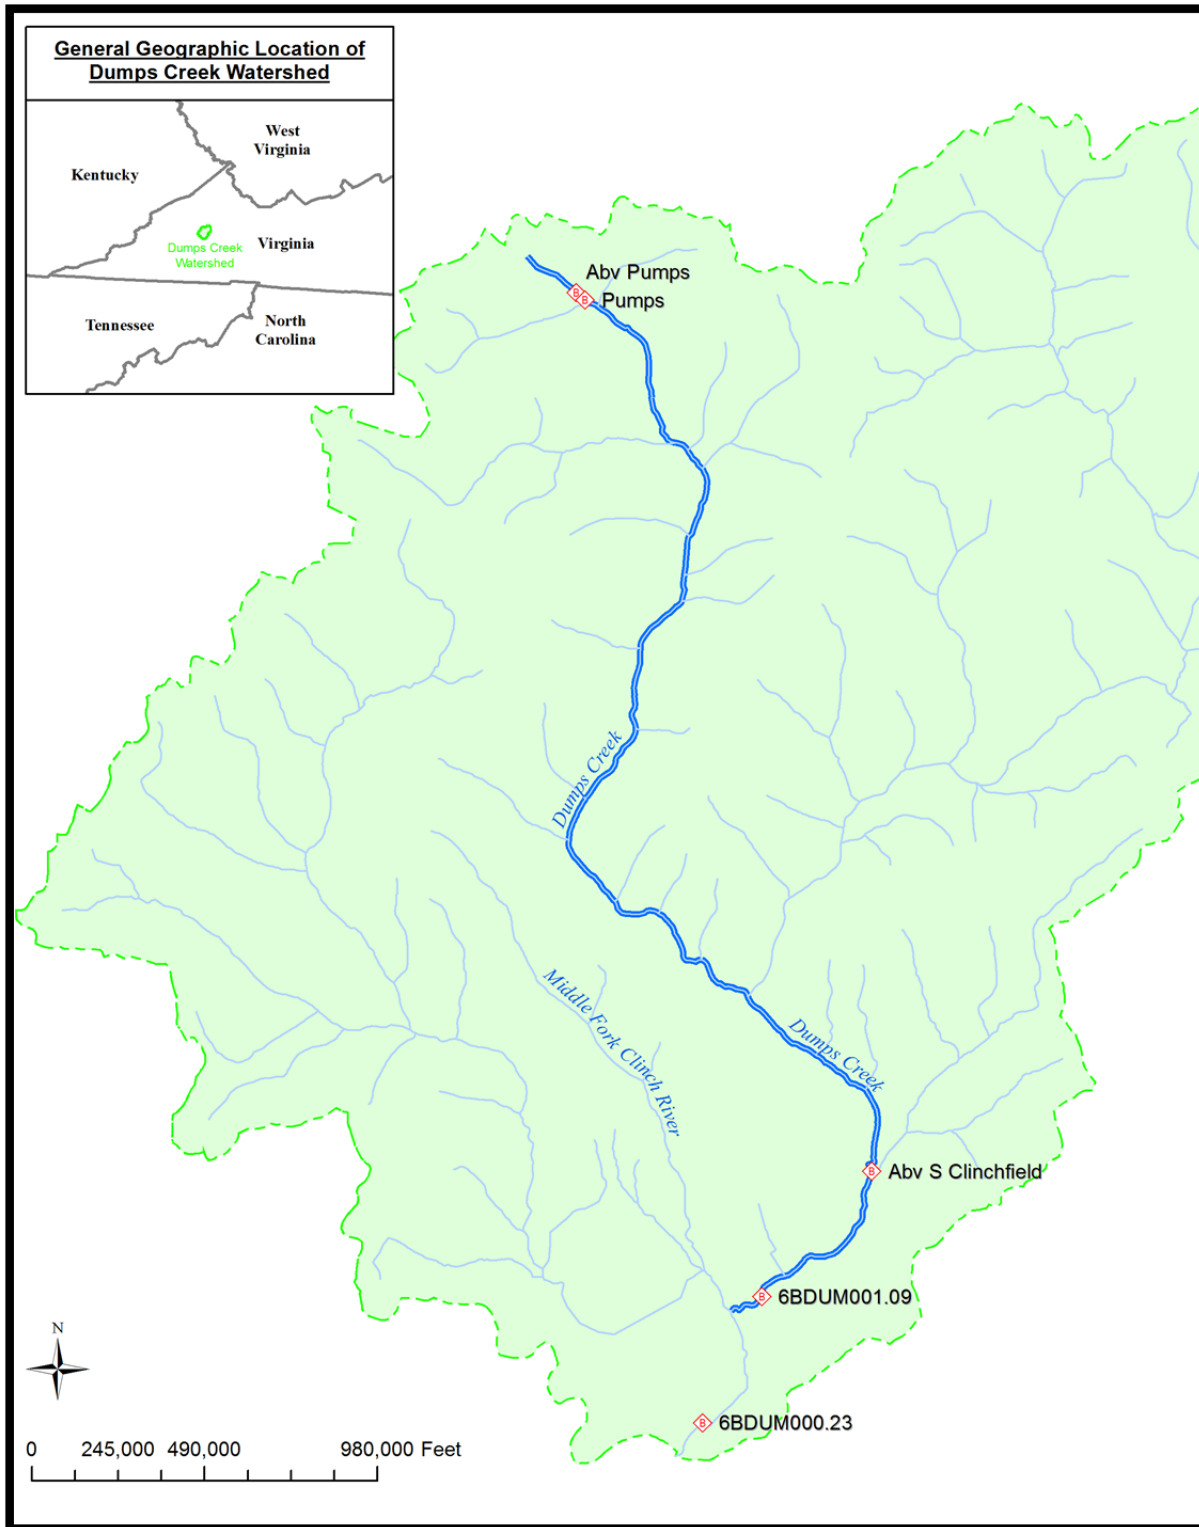 General Geographic Location of
Dumps Creek Watershed
West
Virginia
Kentucky
Virginia
Dumps Creek
Watershed
Tennessee
North
Carolina
Abv Pumps
B
B
Pumps
Dumps Creek
Middle Fork Clinch River
Dumps Creek
B
Abv S Clinchfield
B
6BDUM001.09
N
B
6BDUM000.23
0 245,000 490,000 980,000 Feet